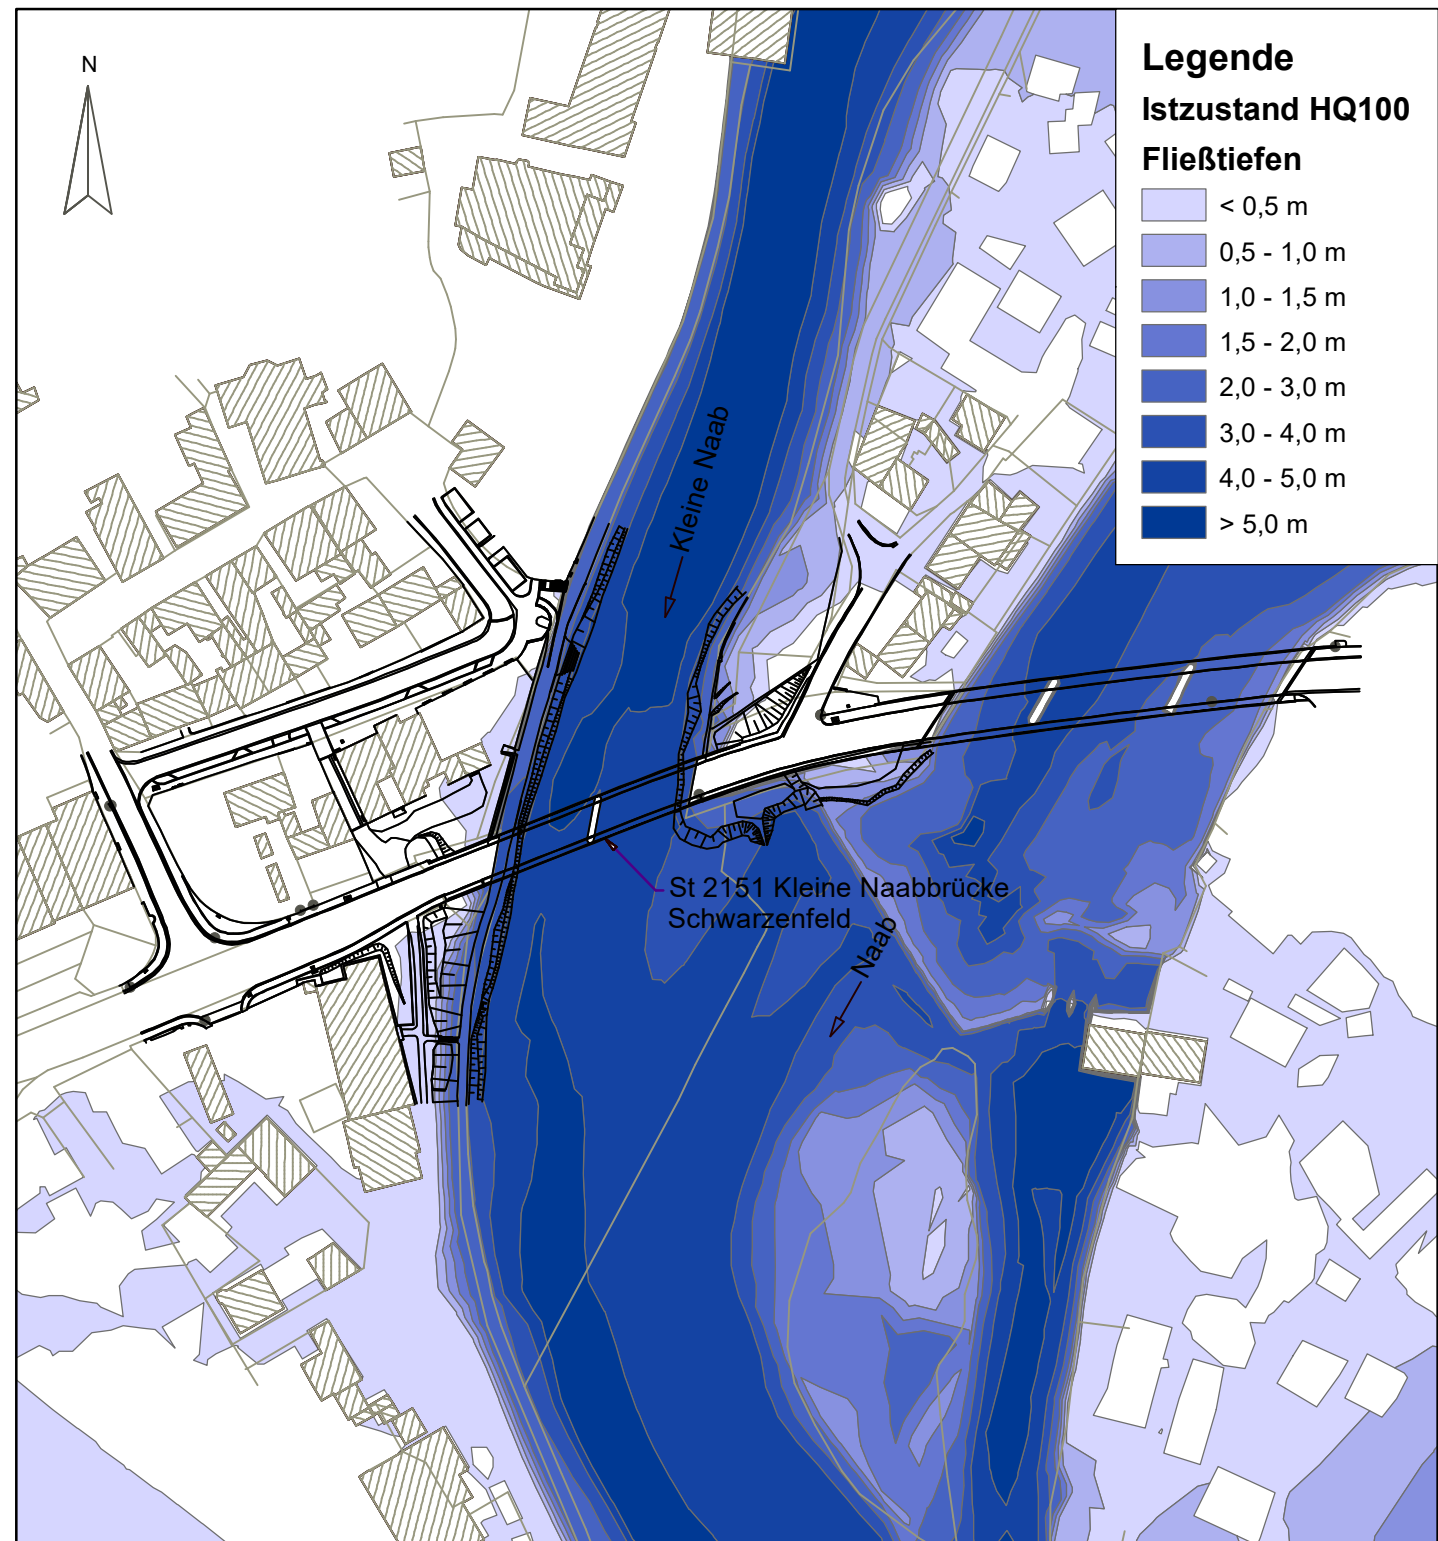 N
Legende
Istzustand HQ100
Fließtiefen
< 0,5 m
0,5 - 1,0 m
1,0 - 1,5 m
1,5 - 2,0 m
2,0 - 3,0 m
3,0 - 4,0 m
4,0 - 5,0 m
> 5,0 m
Kleine Naab
St 2151 Kleine Naabbrücke
Schwarzenfeld
Naab